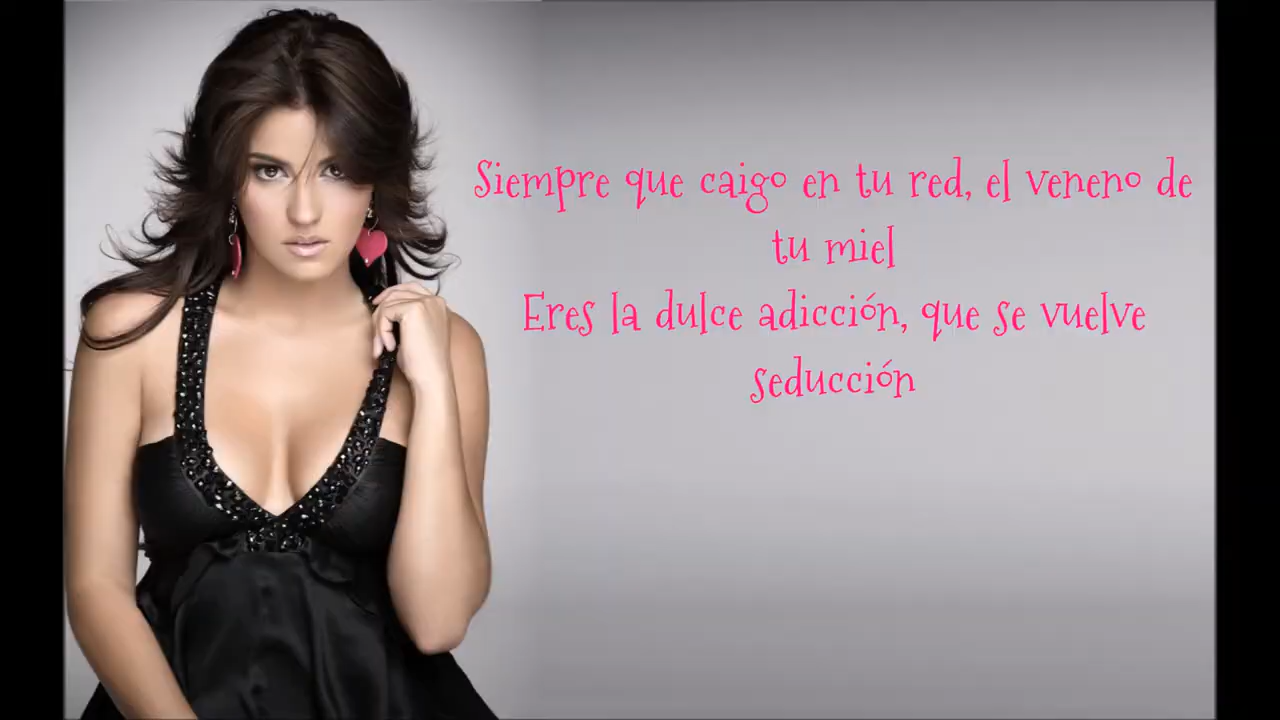 Siempre que caigo en tu red, el veneno de
tu miel
Eres la dulce adicción, que se vuelve
seducción